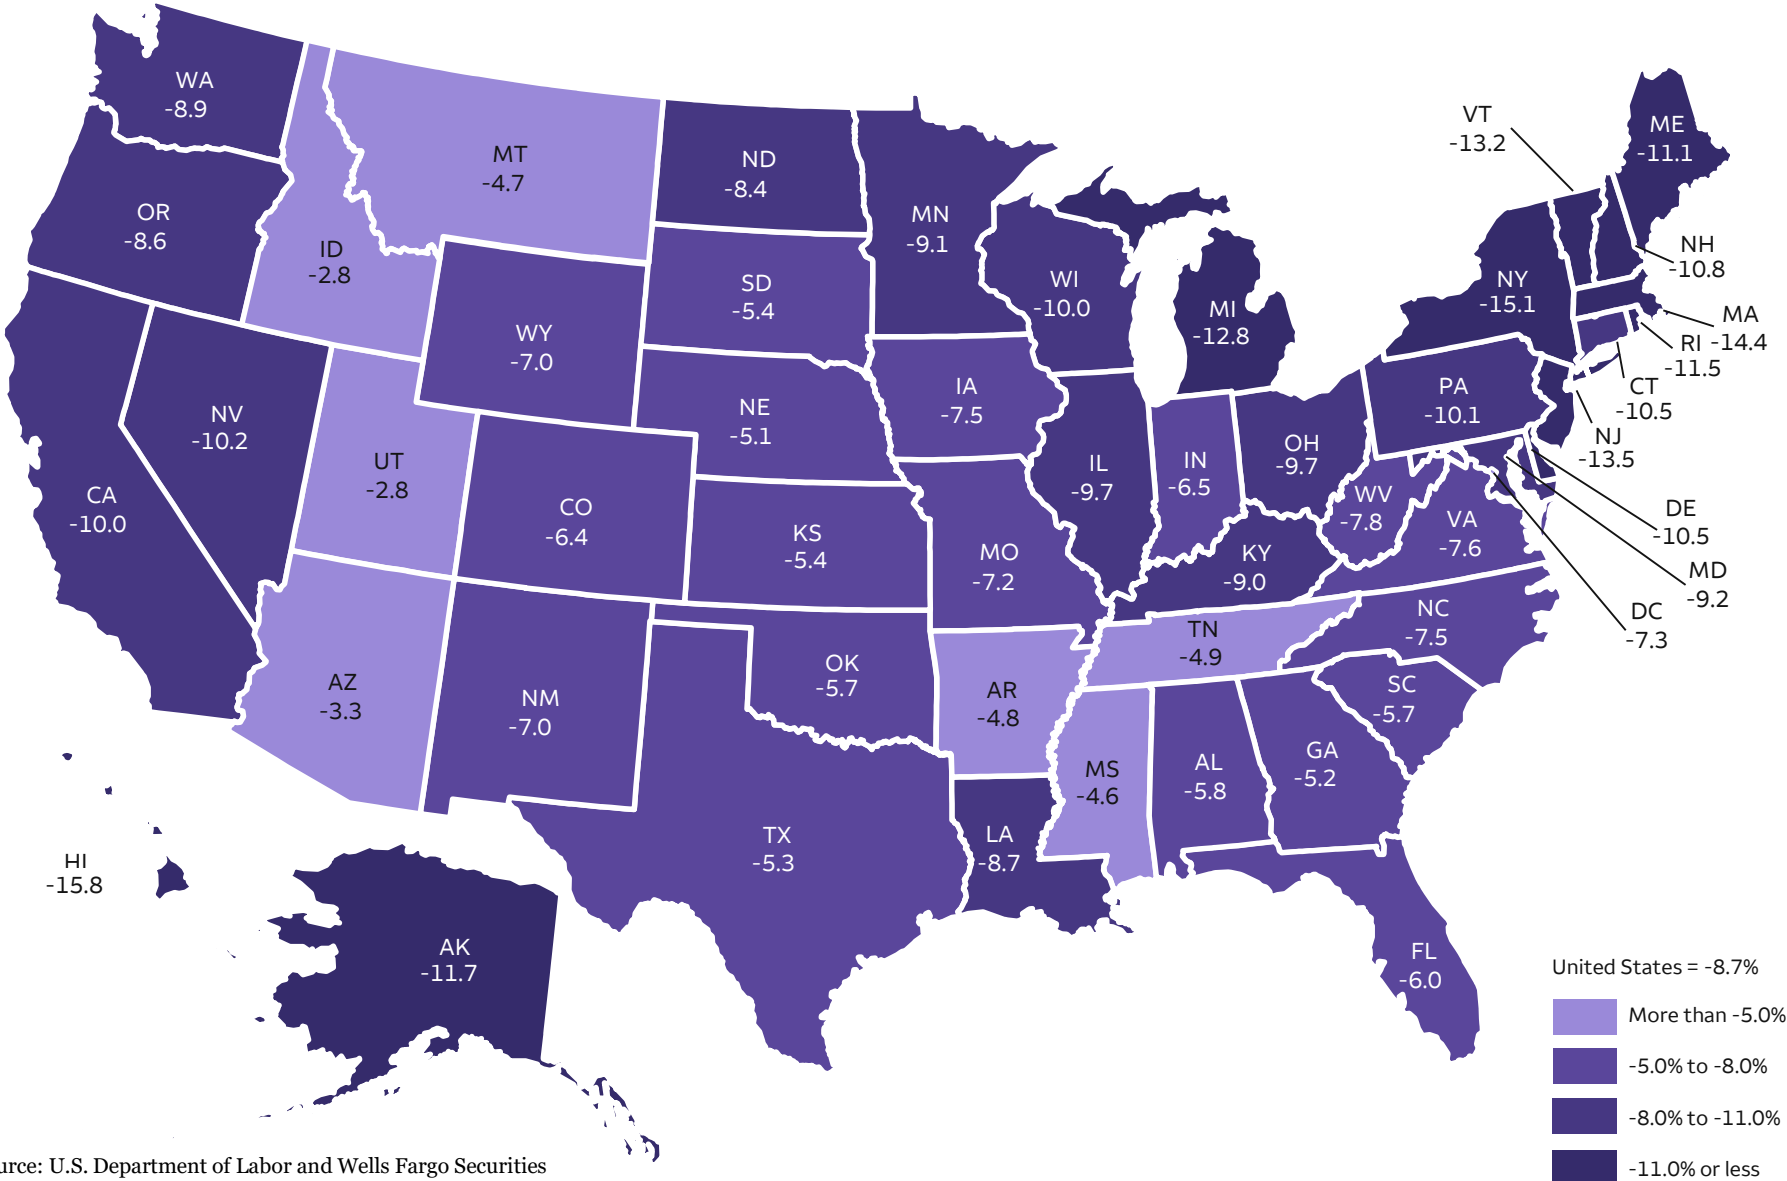 WA
-8.9
OR
-8.6
CA
-10.0
NV
-10.2
ID
-2.8
MT
-4.7
WY
-7.0
UT
-2.8
AZ
-3.3
CO
-6.4
NM
-7.0
ND
-8.4
SD
-5.4
NE
-5.1
KS
-5.4
OK
-5.7
TX
-5.3
MN
-9.1
IA
-7.5
MO
-7.2
AR
-4.8
LA
-8.7
WI
-10.0
IL
-9.7
MI
-12.8
IN
-6.5
OH
-9.7
KY
-9.0
TN
-4.9
MS
-4.6
AL
-5.8
GA
-5.2
FL
-6.0
SC
-5.7
NC
-7.5
VA
-7.6
WV
-7.8
PA
-10.1
NY
-15.1
VT
-13.2
ME
-11.1
NH
-10.8
MA
-14.4
RI
-11.5
CT
-10.5
NJ
-13.5
DE
-10.5
MD
-9.2
DC
-7.3
HI
-15.8
AK
-11.7
United States = -8.7%
More than -5.0%
-5.0% to -8.0%
-8.0% to -11.0%
-11.0% or less
urce: U.S. Department of Labor and Wells Fargo Securities